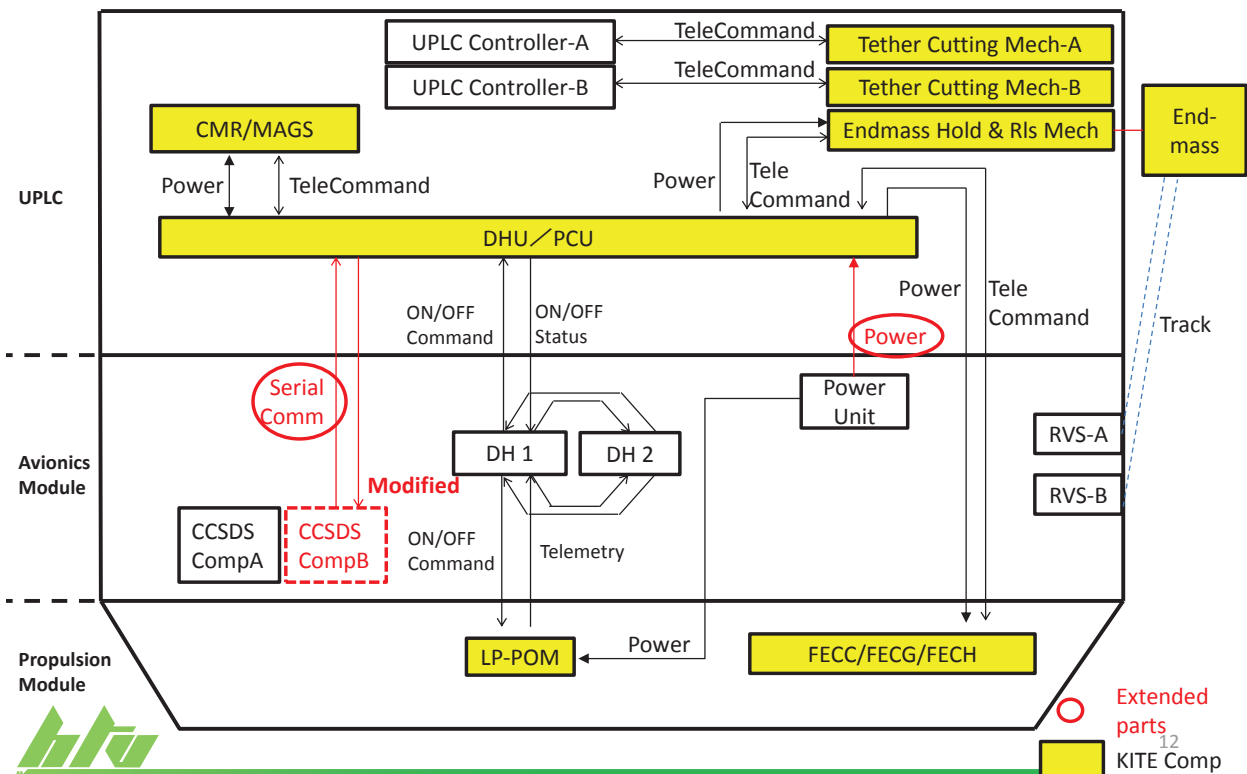 UPLC Controller-A
TeleCommand
Tether Cutting Mech-A
UPLC Controller-B
TeleCommand
Tether Cutting Mech-B
CMR/MAGS
Endmass Hold & Rls Mech
End-
mass
Power
TeleCommand
Power
Tele
Command
UPLC
DHU／PCU
ON/OFF
Command
ON/OFF
Status
Power
Power
Tele
Command
Track
Serial
Comm
Power
Unit
DH 1
DH 2
RVS-A
RVS-B
Avionics
Module
Modified
CCSDS
CompA
CCSDS
CompB
ON/OFF
Command
Telemetry
Propulsion
Module
LP-POM
Power
FECC/FECG/FECH
Extended
parts
12
KITE Comp
htv